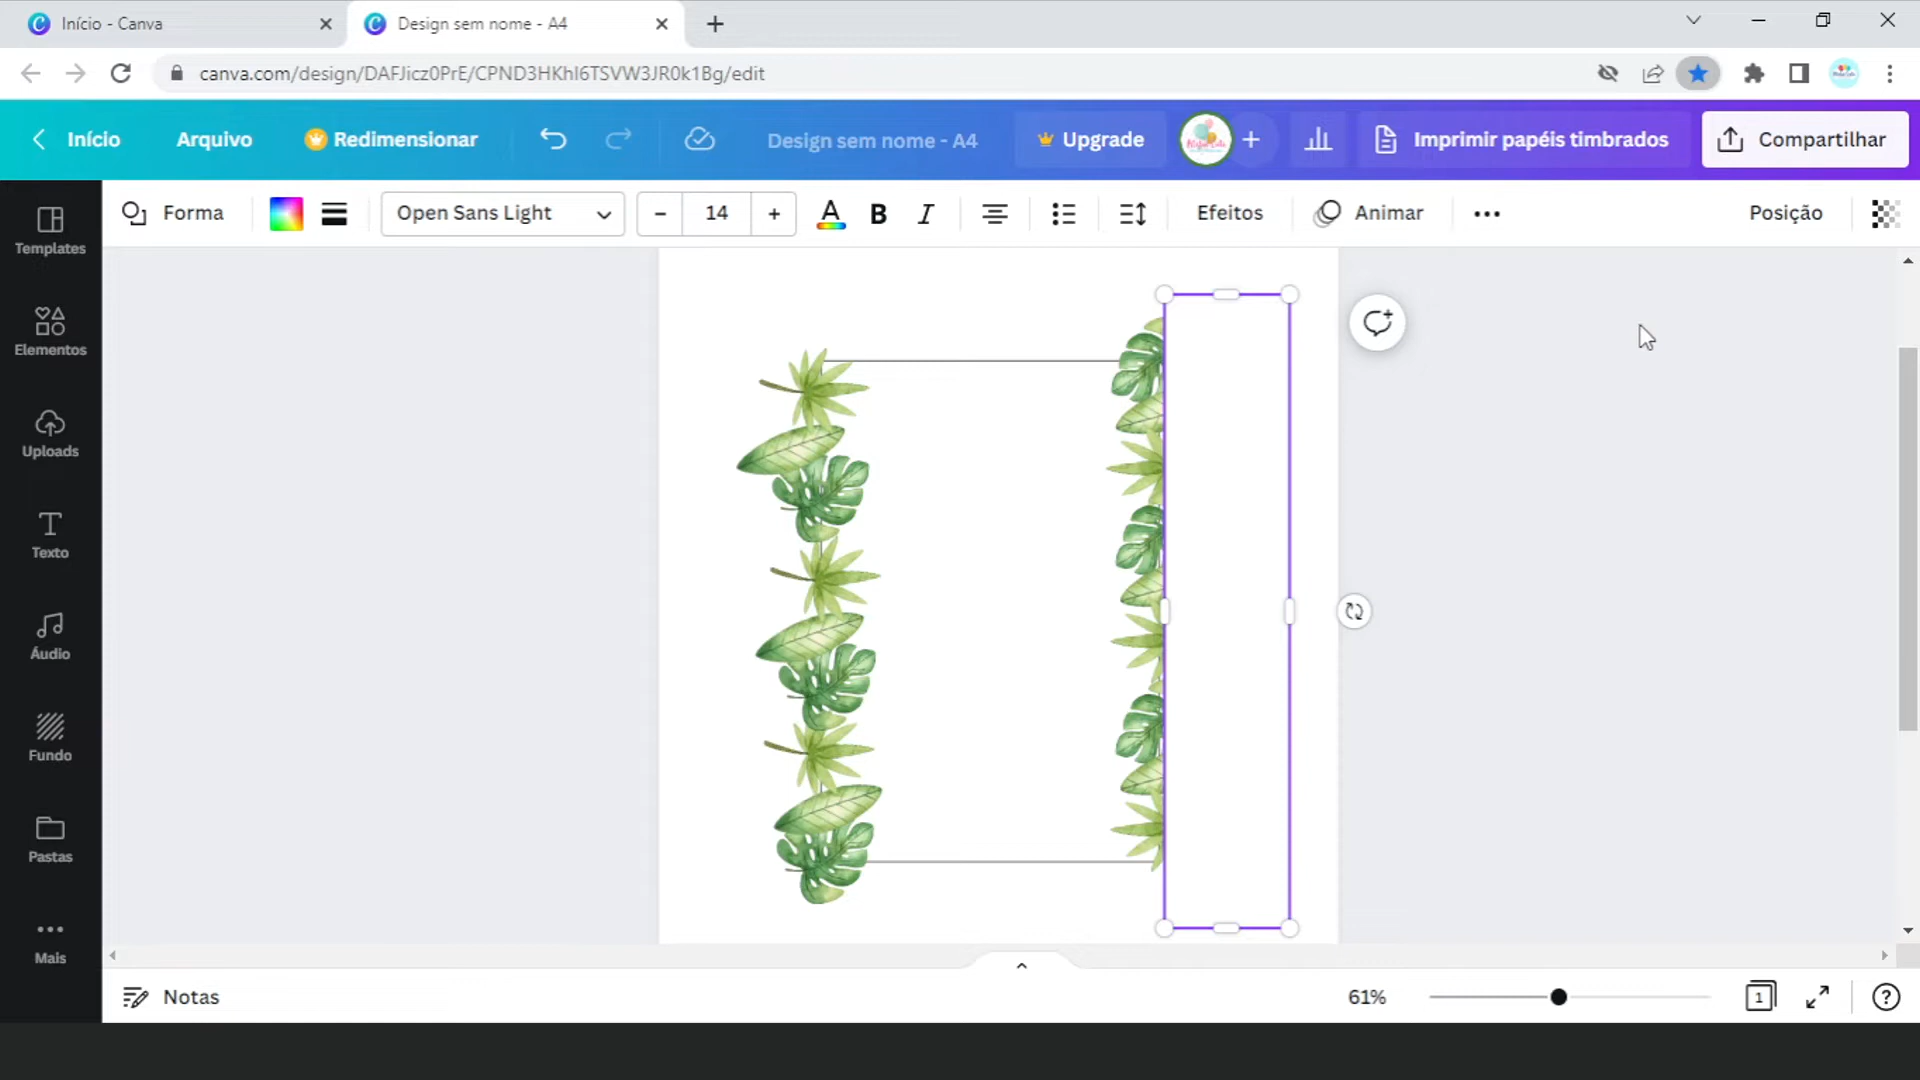 Início - Canva
Design sem nome - A4
canva.com/design/DAFJicz0PrE/CPND3HKhI6TSVW3JR0k1Bg/edit
Início
Arquivo
Redimensionar
Design sem nome - A4
Upgrade
Imprimir papéis timbrados
Compartilhar
Forma
Open Sans Light
14
A
B
I
Efeitos
Animar
Posição
Templates
Elementos
Uploads
Texto
Áudio
Fundo
Pastas
Mais
Notas
61%
1